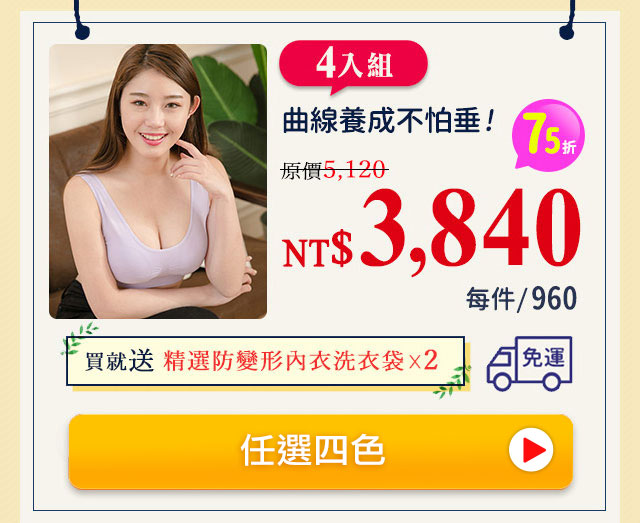 4入組
曲線養成不怕垂!
75折
原價5,120
NT$3,840
每件/960
買就送 精選防變形內衣洗衣袋×2
免運
任選四色